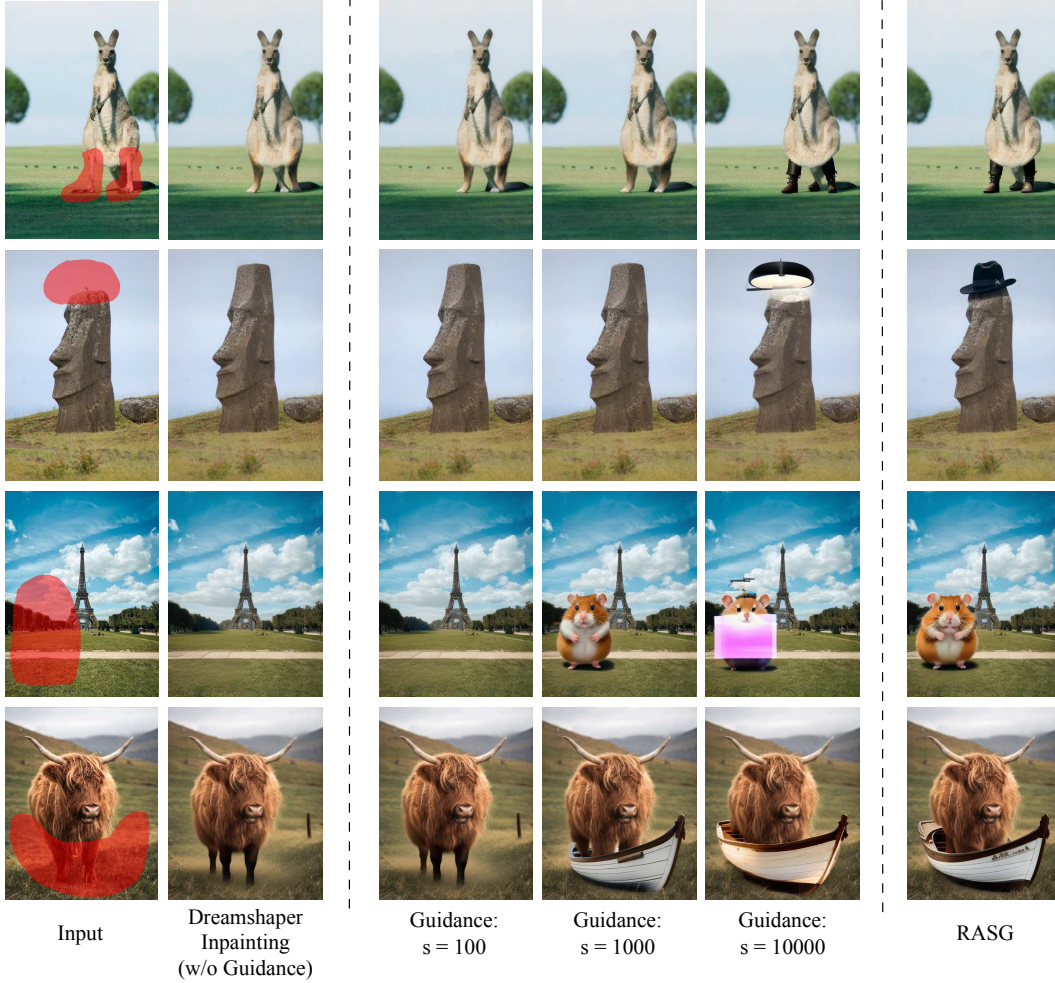 Input
Dreamshaper
Inpainting
(w/o Guidance)
Guidance:
s = 100
Guidance:
s = 1000
Guidance:
s = 10000
RASG